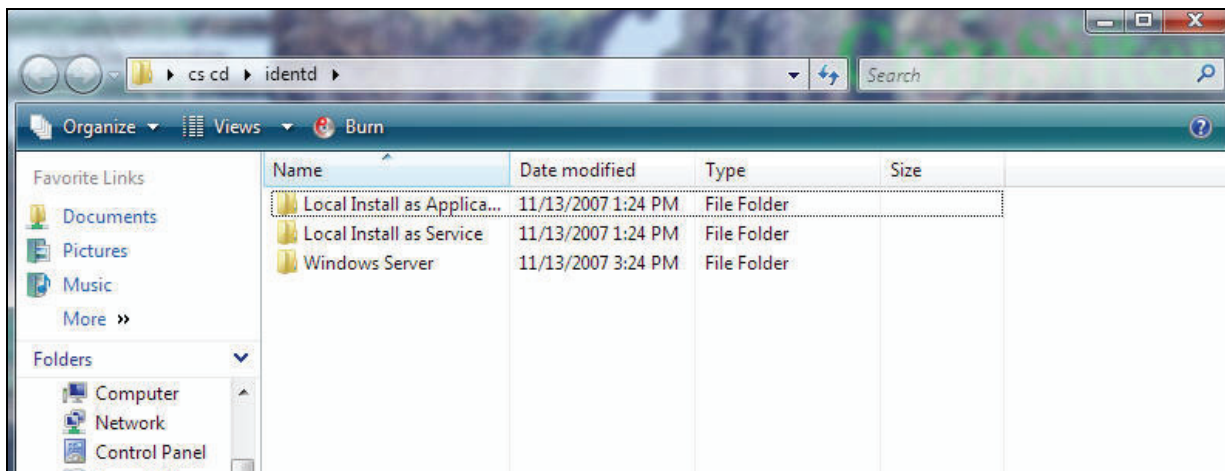 ComSifter
cs cd identd
Search
Organize Views Burn
Favorite Links
Documents
Pictures
Music
More »
Folders
Computer
Network
Control Panel
Name Date modified Type Size
Local Install as Applica... 11/13/2007 1:24 PM File Folder
Local Install as Service 11/13/2007 1:24 PM File Folder
Windows Server 11/13/2007 3:24 PM File Folder